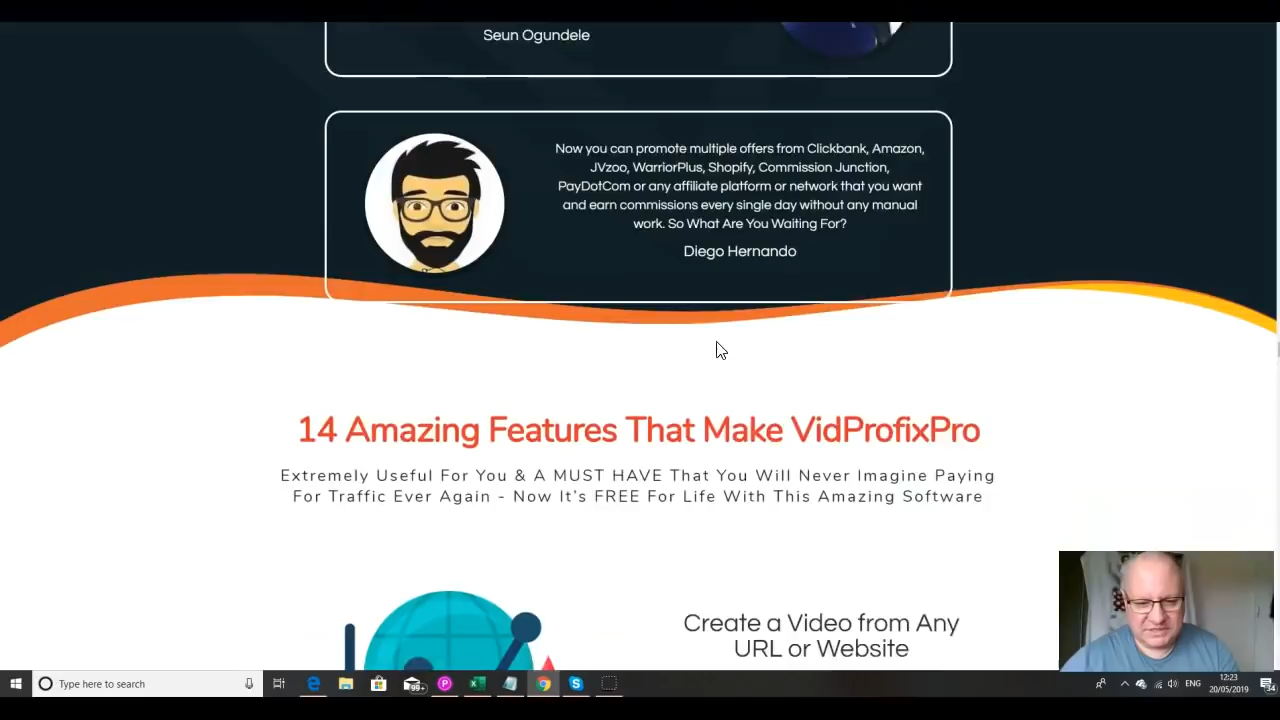 Seun Ogundele
Now you can promote multiple offers from Clickbank, Amazon,
JVzoo, WarriorPlus, Shopify, Commission Junction,
PayDotCom or any affiliate platform or network that you want
and earn commissions every single day without any manual
work. So What Are You Waiting For?
Diego Hernando
14 Amazing Features That Make VidProfixPro
Extremely Useful For You & A MUST HAVE That You Will Never Imagine Paying
For Traffic Ever Again - Now It's FREE For Life With This Amazing Software
Create a Video from Any
URL or Website
Type here to search
99+
ENG
12:23
20/05/2019
34